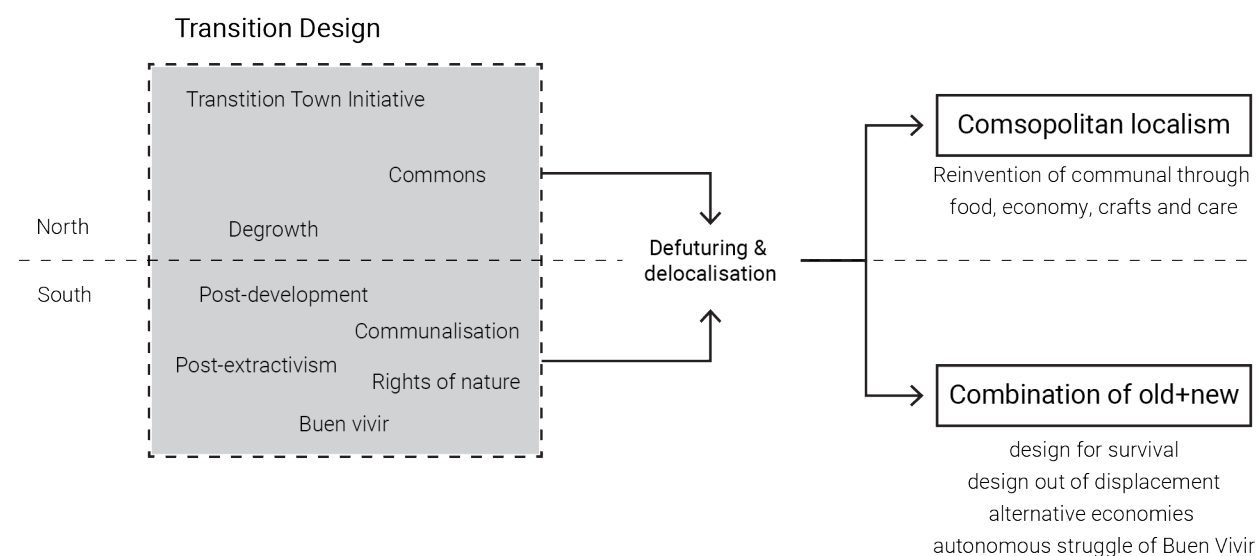 Transition Design
Transtition Town Initiative
Commons
North
Degrowth
South
Post-development
Communalisation
Post-extractivism
Rights of nature
Buen vivir
Defuturing &
delocalisation
Comsopolitan localism
Reinvention of communal through
food, economy, crafts and care
Combination of old+new
design for survival
design out of displacement
alternative economies
autonomous struggle of Buen Vivir